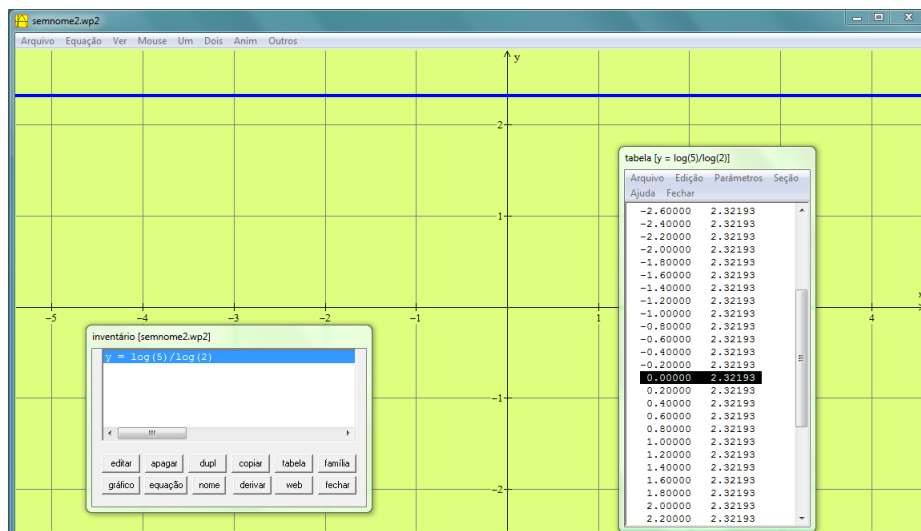 semnome2.wp2
Arquivo Equação Ver Mouse Um Dois Anim Outros
y
2
1
-5 -4 -3 -2 1 4
-1
-2
inventário [semnome2.wp2]
y = log(5)/log(2)
editar apagar dupl copiar tabela família
gráfico equação nome derivar web fechar
tabela [y = log(5)/log(2)]
Arquivo Edição Parâmetros Seção
Ajuda Fechar
-2.60000 2.32193
-2.40000 2.32193
-2.20000 2.32193
-2.00000 2.32193
-1.80000 2.32193
-1.60000 2.32193
-1.40000 2.32193
-1.20000 2.32193
-1.00000 2.32193
-0.80000 2.32193
-0.60000 2.32193
-0.40000 2.32193
-0.20000 2.32193
0.00000 2.32193
0.20000 2.32193
0.40000 2.32193
0.60000 2.32193
0.80000 2.32193
1.00000 2.32193
1.20000 2.32193
1.40000 2.32193
1.60000 2.32193
1.80000 2.32193
2.00000 2.32193
2.20000 2.32193